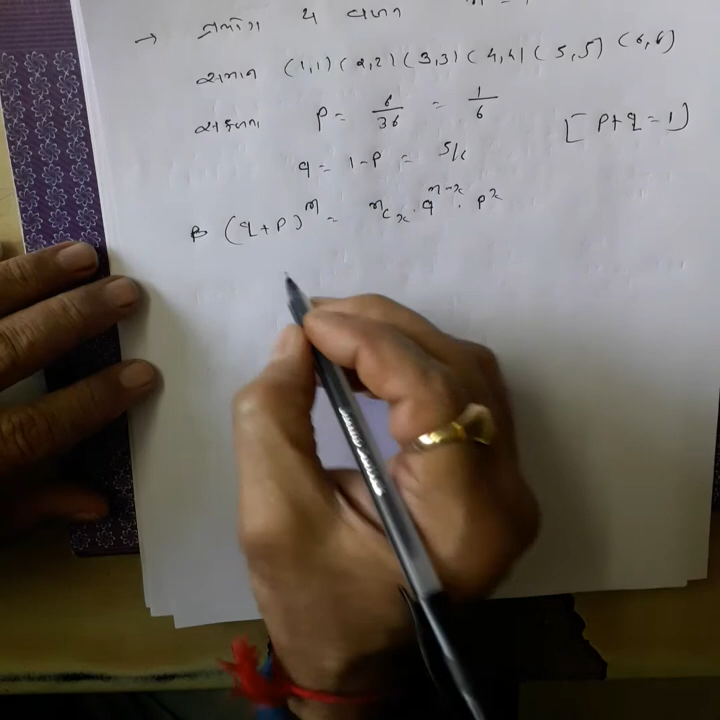 → પ્રયોગ 4 વખત n =
સમાન (1,1) (2,2) ( 3,3) ( 4,4) ( 5,5) (6,6)
સફળતા P = 6/36 = 1/6 [ P+q = 1 ]
q = 1-P = 5/6
(q+P)ⁿ = ⁿCₓ . qⁿ⁻ˣ . Pˣ